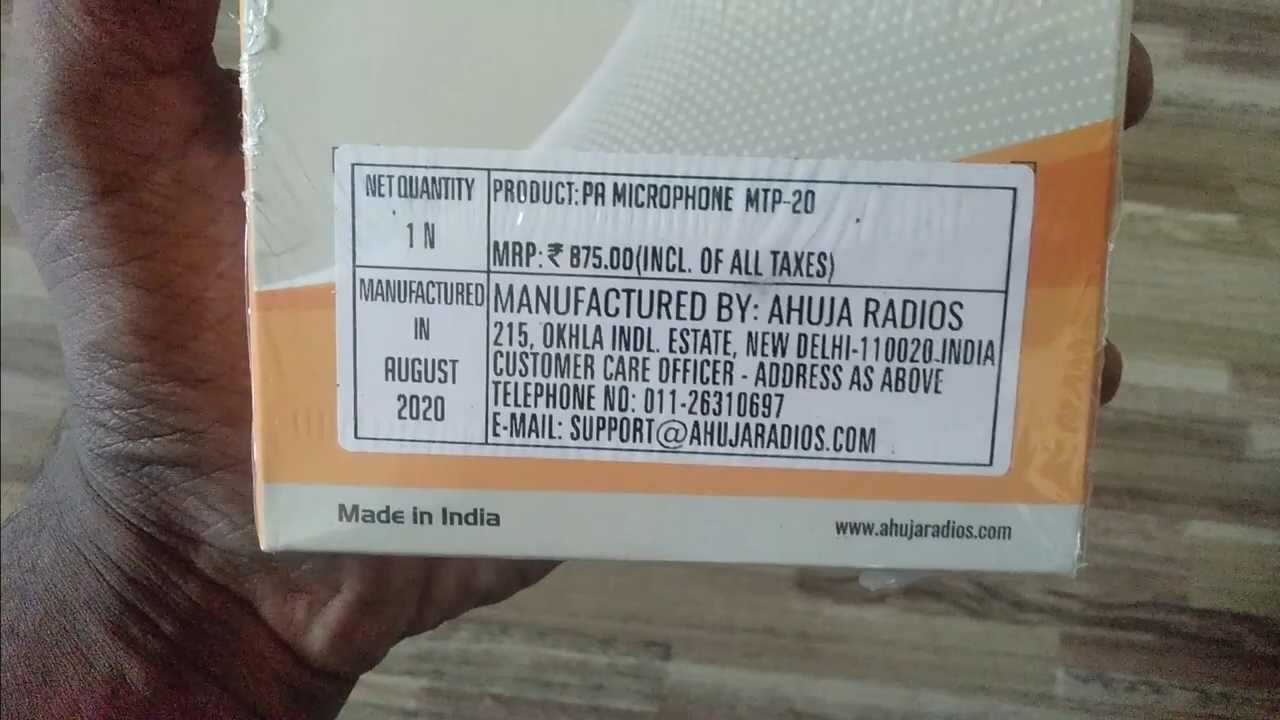 NET QUANTITY
1 N
PRODUCT: PA MICROPHONE MTP-20
MRP: ₹ 875.00(INCL. OF ALL TAXES)
MANUFACTURED
IN
AUGUST
2020
MANUFACTURED BY: AHUJA RADIOS
215, OKHLA INDL. ESTATE, NEW DELHI-110020-INDIA
CUSTOMER CARE OFFICER - ADDRESS AS ABOVE
TELEPHONE NO: 011-26310697
E-MAIL: SUPPORT@AHUJARADIOS.COM
Made in India
www.ahujaradios.com